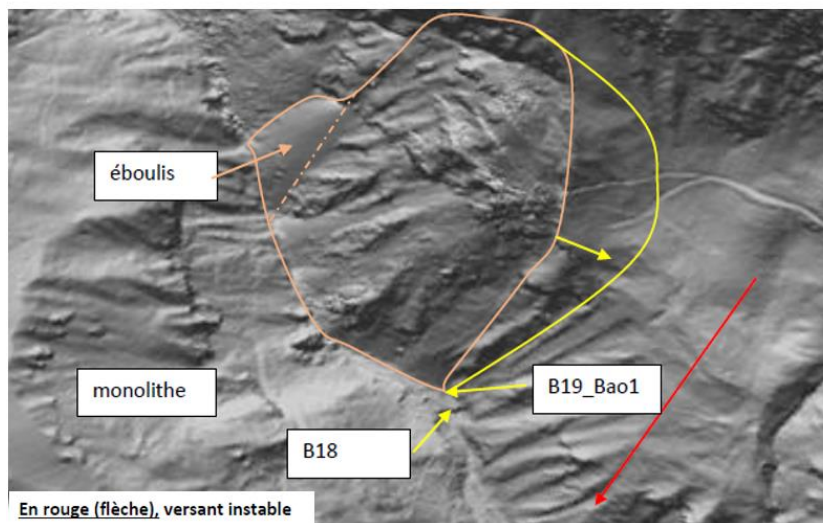 éboulis
monolithe
B19_Bao1
B18
En rouge (flèche), versant instable